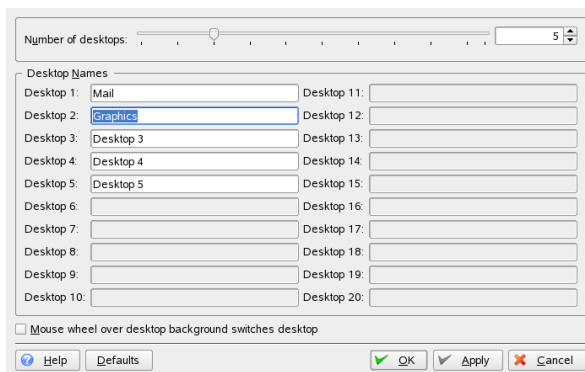 Number of desktops: 5
Desktop Names
Desktop 1: Mail Desktop 11:
Desktop 2: Graphics Desktop 12:
Desktop 3: Desktop 3 Desktop 13:
Desktop 4: Desktop 4 Desktop 14:
Desktop 5: Desktop 5 Desktop 15:
Desktop 6: Desktop 16:
Desktop 7: Desktop 17:
Desktop 8: Desktop 18:
Desktop 9: Desktop 19:
Desktop 10: Desktop 20:
Mouse wheel over desktop background switches desktop
Help Defaults OK Apply Cancel